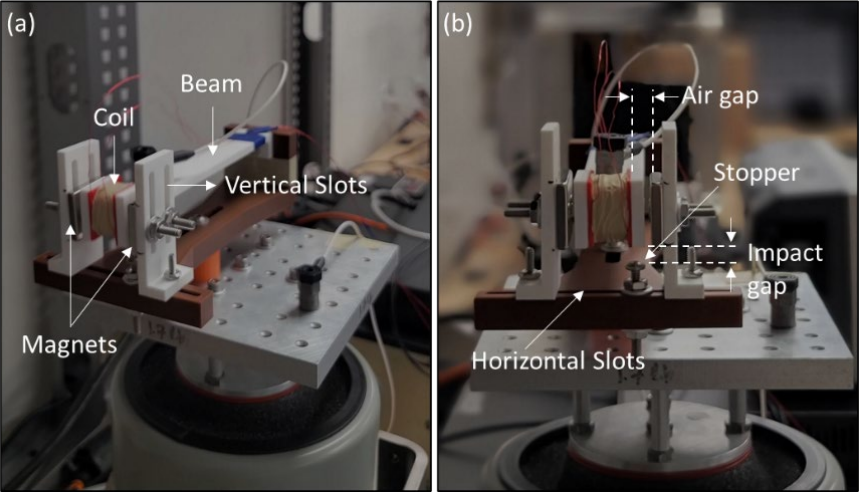 (a)
Beam
Coil
Vertical Slots
Magnets
(b)
Air gap
Stopper
Impact
gap
Horizontal Slots